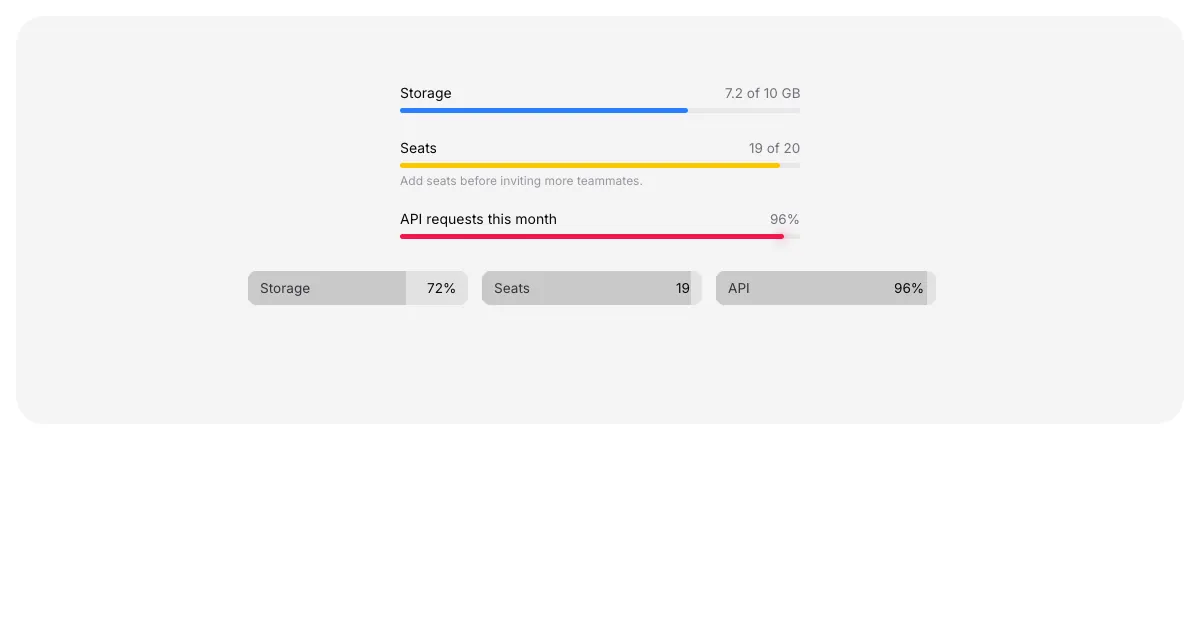 Storage 7.2 of 10 GB
Seats 19 of 20
Add seats before inviting more teammates.
API requests this month 96%
Storage 72% Seats 19 API 96%